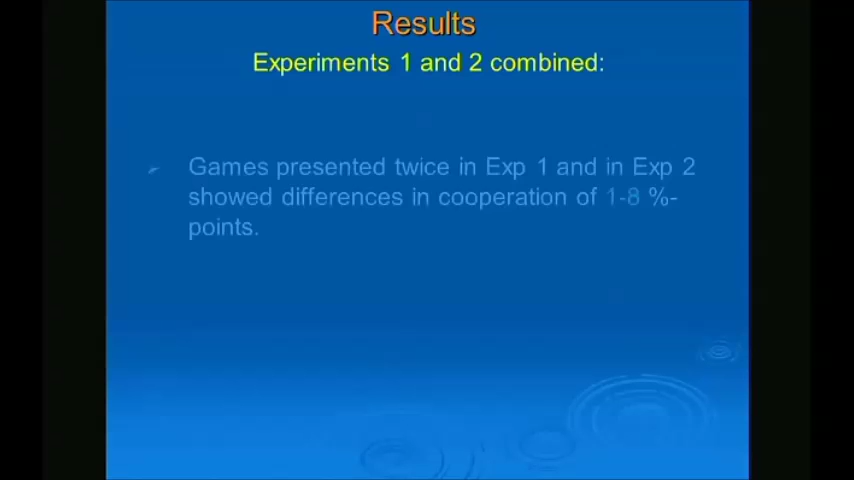 Results
Experiments 1 and 2 combined:
Games presented twice in Exp 1 and in Exp 2
showed differences in cooperation of 1-8 %-
points.